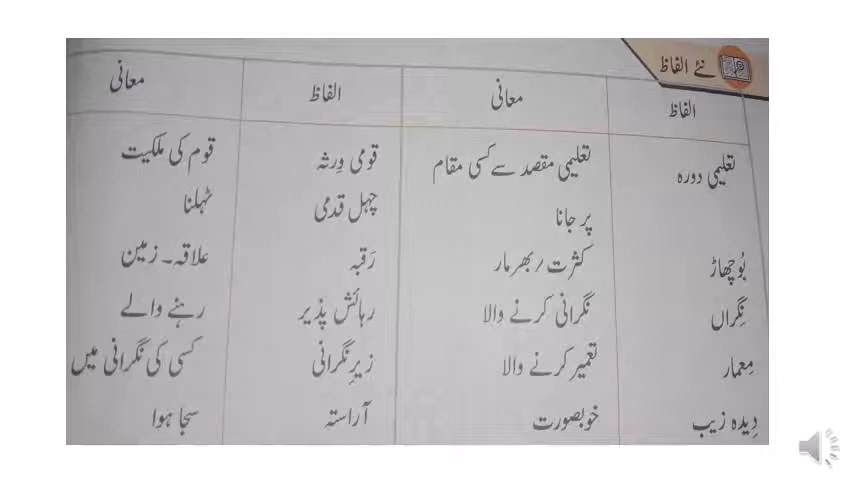 نئے الفاظ
الفاظ معانی الفاظ معانی
تعلیمی دورہ تعلیمی مقصد سے کسی مقام قومی وِرثہ قوم کی ملکیت
پر جانا چہل قدمی ٹہلنا
بُوچھاڑ کثرت / بھرمار رَقبہ علاقہ۔ زمین
نِگراں نگرانی کرنے والا رہائش پذیر رہنے والے
مِعمار تعمیر کرنے والا زیرِ نگرانی کسی کی نگرانی میں
دِیدہ زیب خوبصورت آراستہ سجا ہوا